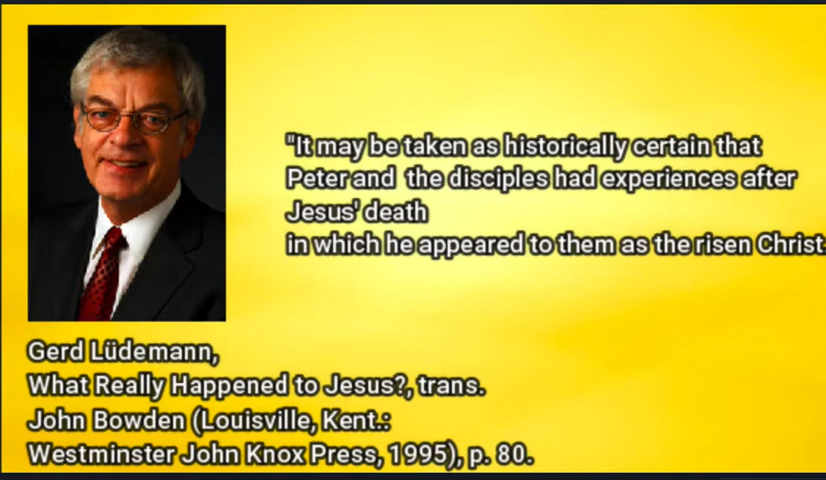 "It may be taken as historically certain that
Peter and the disciples had experiences after
Jesus' death
in which he appeared to them as the risen Christ.
Gerd Lüdemann,
What Really Happened to Jesus?, trans.
John Bowden (Louisville, Kent.:
Westminster John Knox Press, 1995), p. 80.